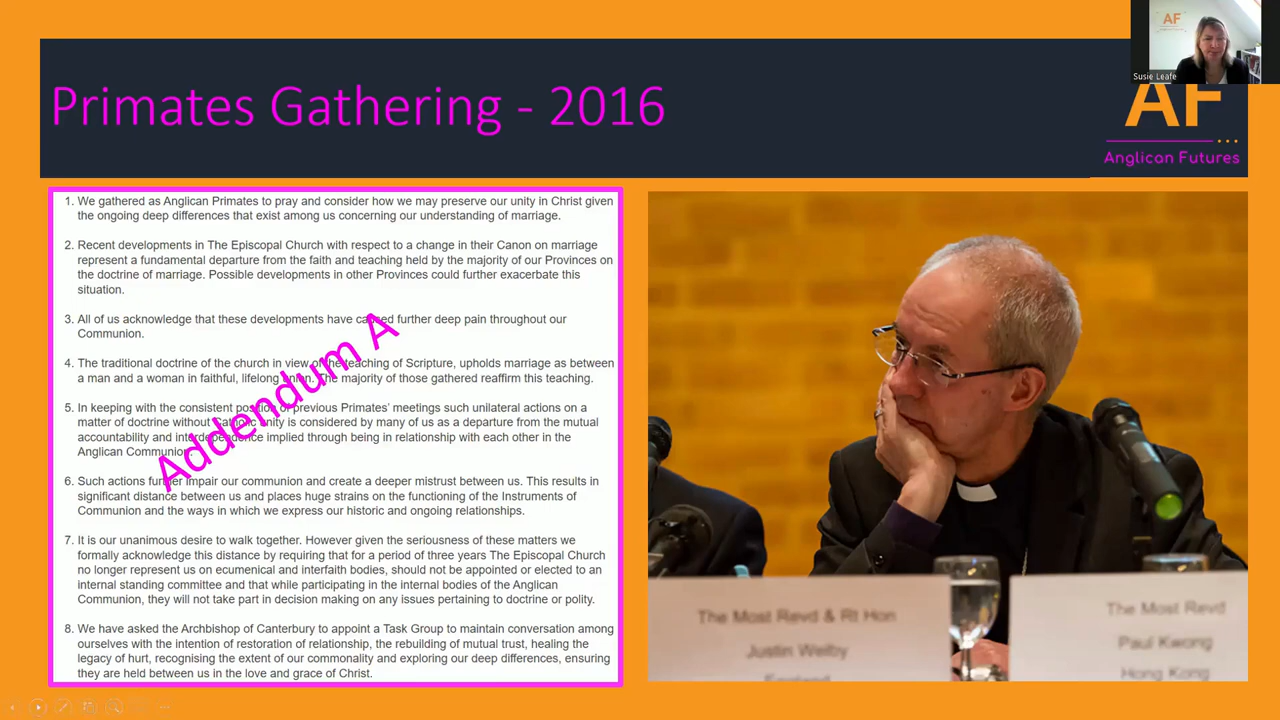 AF
Susie Leafe
Primates Gathering - 2016
AF
Anglican Futures
1. We gathered as Anglican Primates to pray and consider how we may preserve our unity in Christ given
the ongoing deep differences that exist among us concerning our understanding of marriage.
2. Recent developments in The Episcopal Church with respect to a change in their Canon on marriage
represent a fundamental departure from the faith and teaching held by the majority of our Provinces on
the doctrine of marriage. Possible developments in other Provinces could further exacerbate this
situation.
3. All of us acknowledge that these developments have caused further deep pain throughout our
Communion.
4. The traditional doctrine of the church in view of the teaching of Scripture, upholds marriage as between
a man and a woman in faithful, lifelong union. The majority of those gathered reaffirm this teaching.
5. In keeping with the consistent position of previous Primates' meetings such unilateral actions on a
matter of doctrine without Catholic unity is considered by many of us as a departure from the mutual
accountability and interdependence implied through being in relationship with each other in the
Anglican Communion.
6. Such actions further impair our communion and create a deeper mistrust between us. This results in
significant distance between us and places huge strains on the functioning of the Instruments of
Communion and the ways in which we express our historic and ongoing relationships.
7. It is our unanimous desire to walk together. However given the seriousness of these matters we
formally acknowledge this distance by requiring that for a period of three years The Episcopal Church
no longer represent us on ecumenical and interfaith bodies, should not be appointed or elected to an
internal standing committee and that while participating in the internal bodies of the Anglican
Communion, they will not take part in decision making on any issues pertaining to doctrine or polity.
8. We have asked the Archbishop of Canterbury to appoint a Task Group to maintain conversation among
ourselves with the intention of restoration of relationship, the rebuilding of mutual trust, healing the
legacy of hurt, recognising the extent of our commonality and exploring our deep differences, ensuring
they are held between us in the love and grace of Christ.
Addendum A
The Most Revd & Rt Hon
Justin Welby
England
The Most Revd
Paul Kwong
Hong Kong